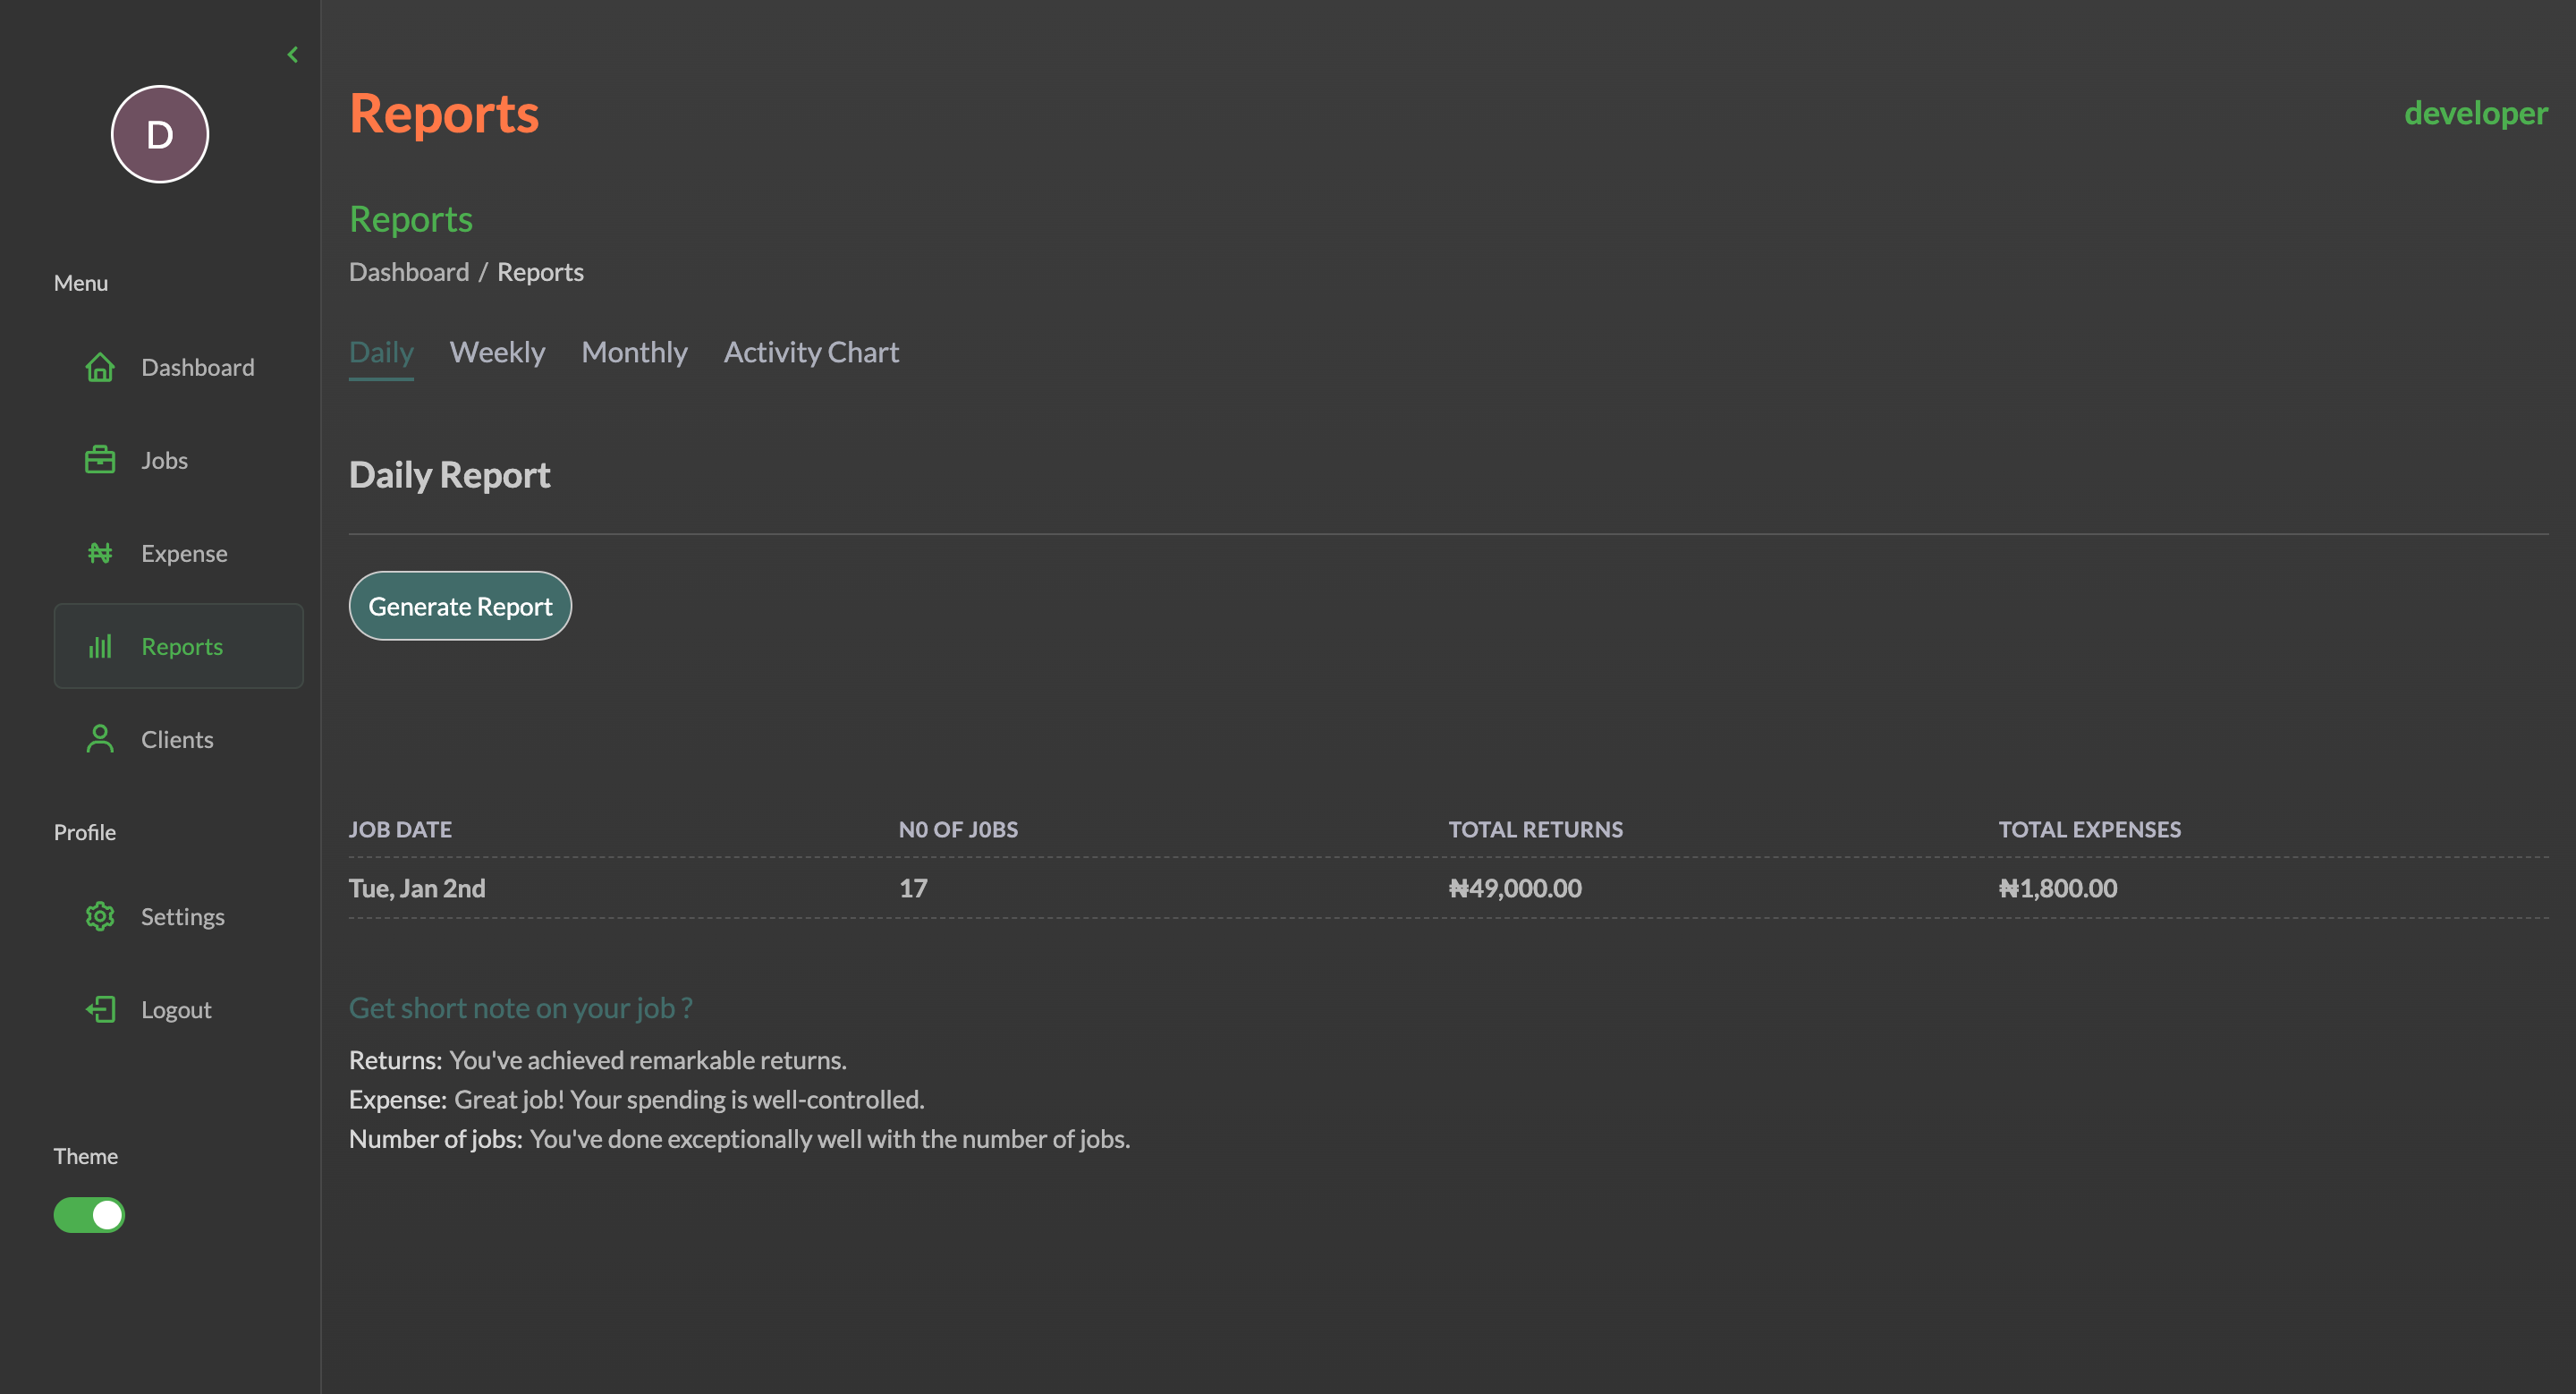 D
Menu
Dashboard
Jobs
Expense
Reports
Clients
Profile
Settings
Logout
Theme
Reports
developer
Reports
Dashboard / Reports
Daily Weekly Monthly Activity Chart
Daily Report
Generate Report
JOB DATE N0 OF J0BS TOTAL RETURNS TOTAL EXPENSES
Tue, Jan 2nd 17 ₦49,000.00 ₦1,800.00
Get short note on your job ?
Returns: You've achieved remarkable returns.
Expense: Great job! Your spending is well-controlled.
Number of jobs: You've done exceptionally well with the number of jobs.